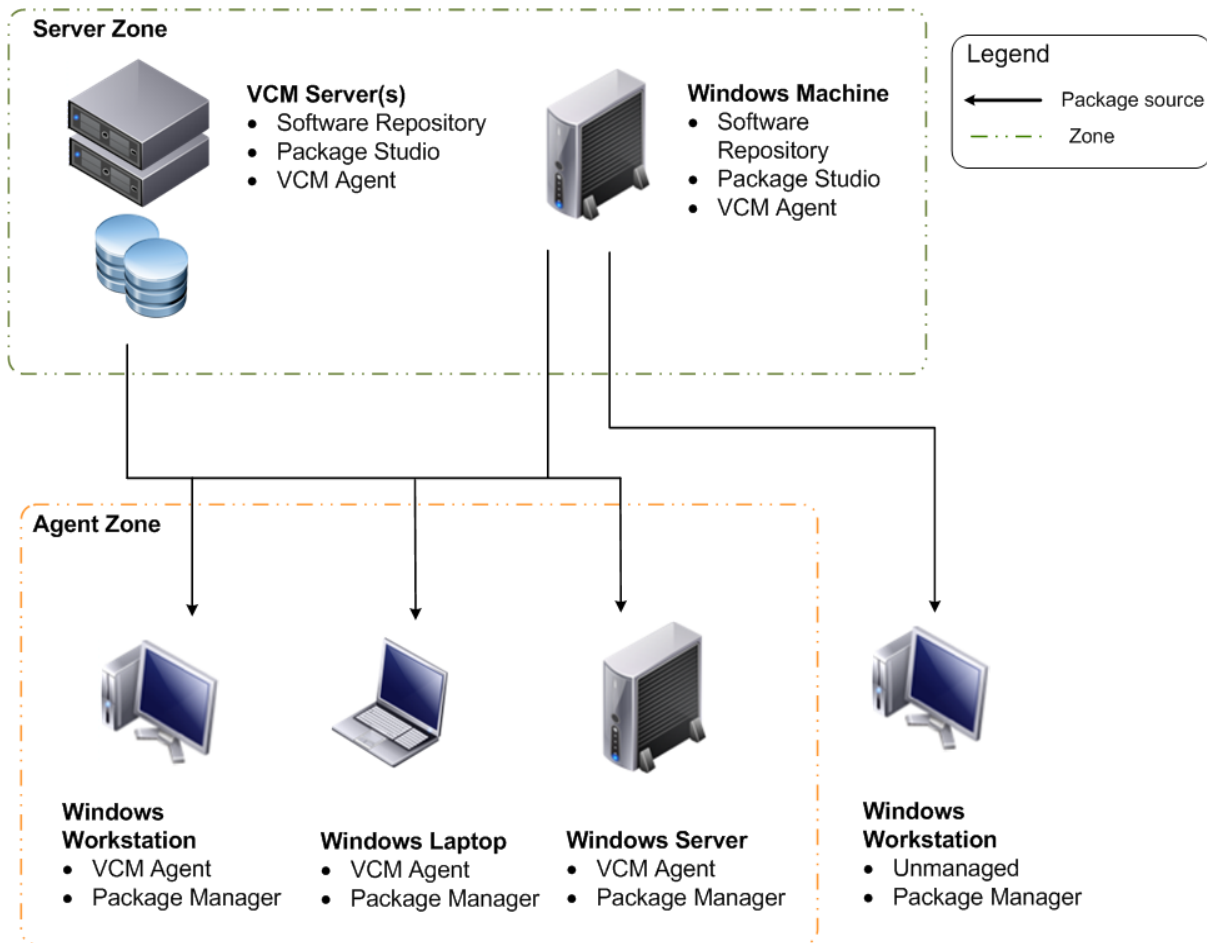 Server Zone
VCM Server(s)
• Software Repository
• Package Studio
• VCM Agent
Windows Machine
• Software
Repository
• Package Studio
• VCM Agent
Legend
Package source
Zone
Agent Zone
Windows
Workstation
• VCM Agent
• Package Manager
Windows Laptop
• VCM Agent
• Package Manager
Windows Server
• VCM Agent
• Package Manager
Windows
Workstation
• Unmanaged
• Package Manager